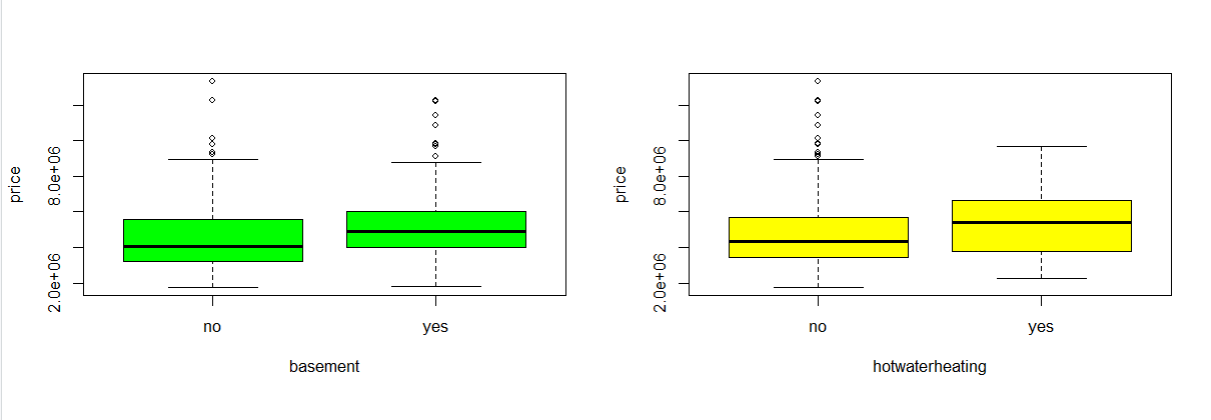 price
8.0e+06
2.0e+06
no
yes
basement
price
8.0e+06
2.0e+06
no
yes
hotwaterheating